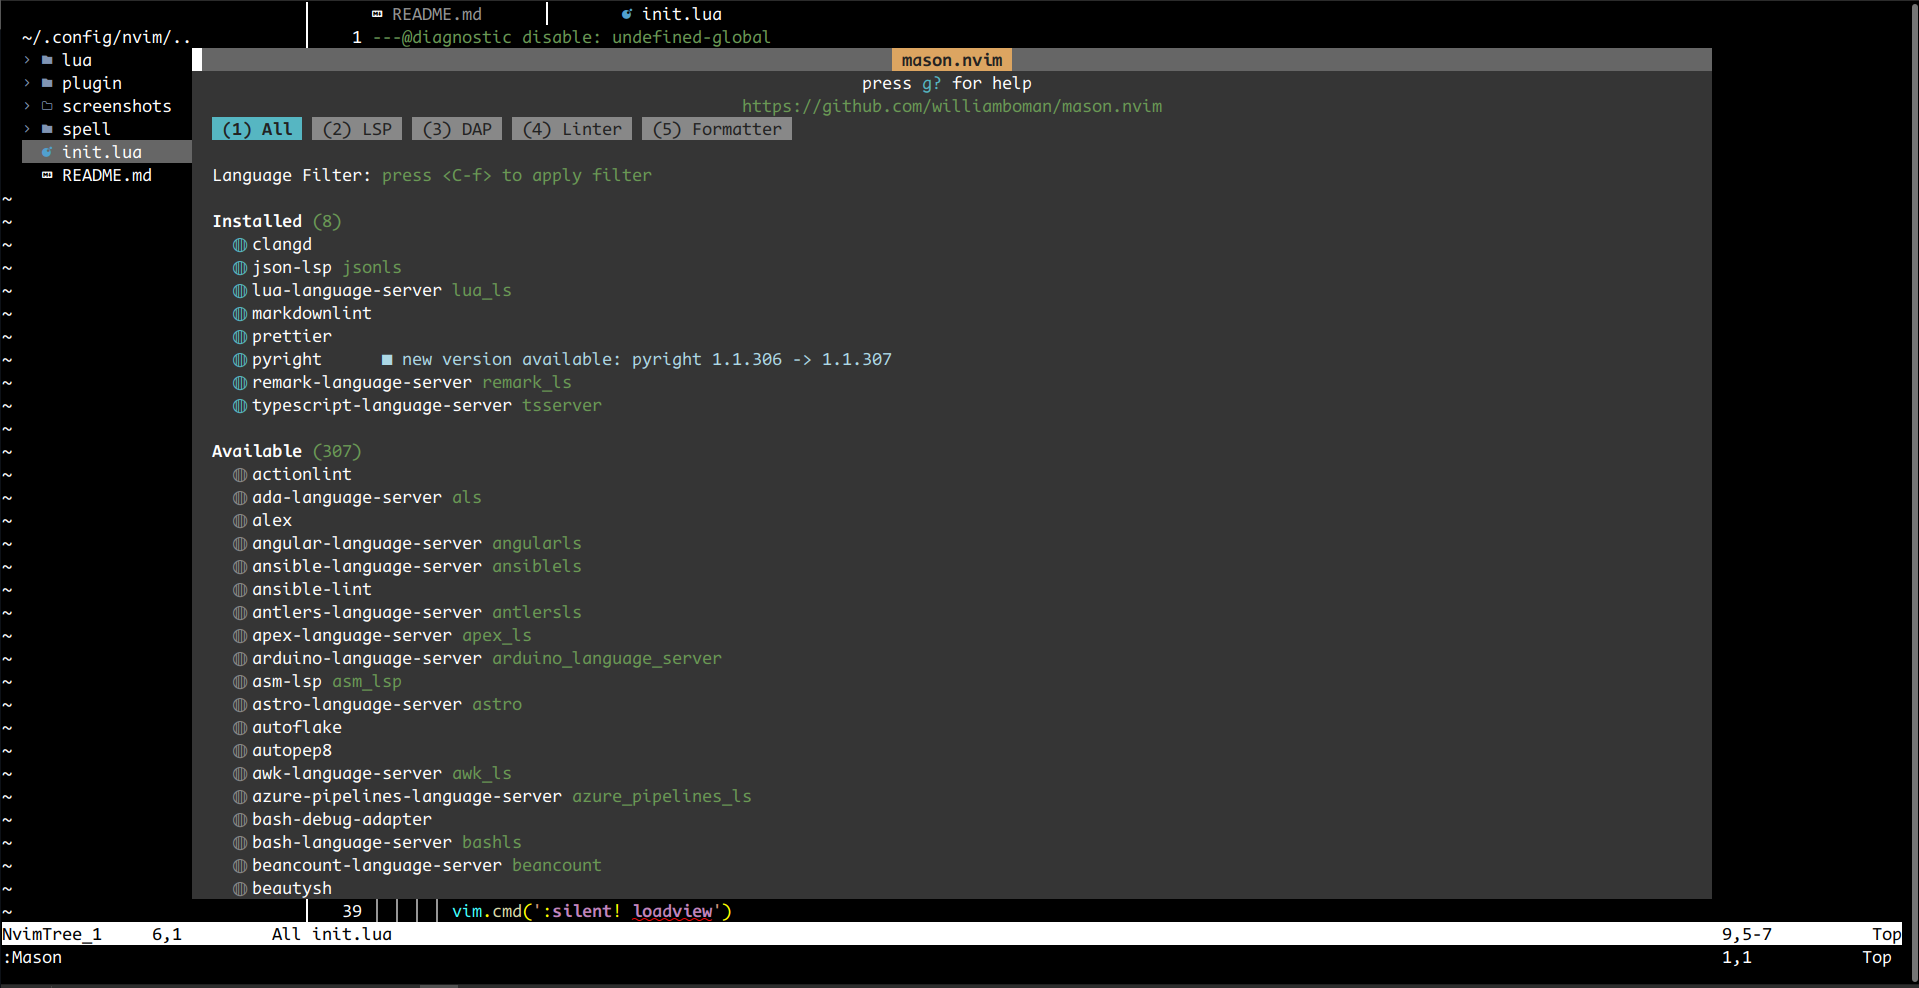 README.md init.lua
~/.config/nvim/.. 1 ---@diagnostic disable: undefined-global
lua mason.nvim
plugin press g? for help
screenshots https://github.com/williamboman/mason.nvim
spell (1) All (2) LSP (3) DAP (4) Linter (5) Formatter
init.lua
README.md Language Filter: press <C-f> to apply filter
~
~ Installed (8)
~ clangd
~ json-lsp jsonls
~ lua-language-server lua_ls
~ markdownlint
~ prettier
~ pyright ■ new version available: pyright 1.1.306 -> 1.1.307
~ remark-language-server remark_ls
~ typescript-language-server tsserver
~
~ Available (307)
~ actionlint
~ ada-language-server als
~ alex
~ angular-language-server angularls
~ ansible-language-server ansiblels
~ ansible-lint
~ antlers-language-server antlersls
~ apex-language-server apex_ls
~ arduino-language-server arduino_language_server
~ asm-lsp asm_lsp
~ astro-language-server astro
~ autoflake
~ autopep8
~ awk-language-server awk_ls
~ azure-pipelines-language-server azure_pipelines_ls
~ bash-debug-adapter
~ bash-language-server bashls
~ beancount-language-server beancount
~ beautysh
~ 39 vim.cmd(':silent! loadview')
NvimTree_1 6,1 All init.lua 9,5-7 Top
:Mason 1,1 Top